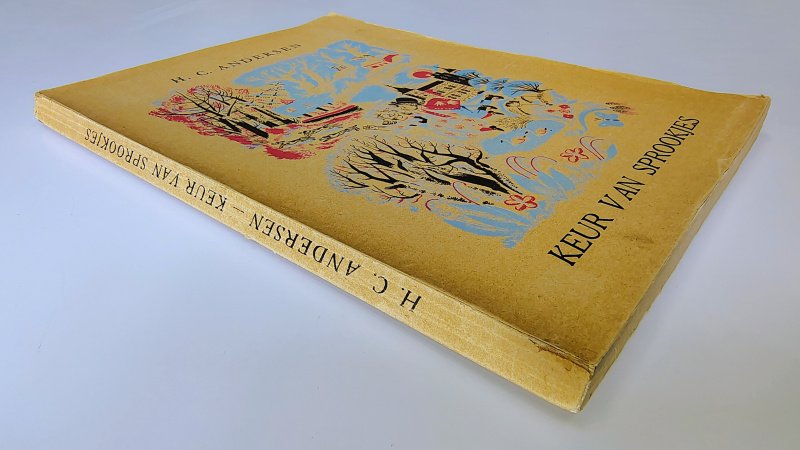 H. C. ANDERSEN
KEUR VAN SPROOKJES
H. C. ANDERSEN — KEUR VAN SPROOKJES